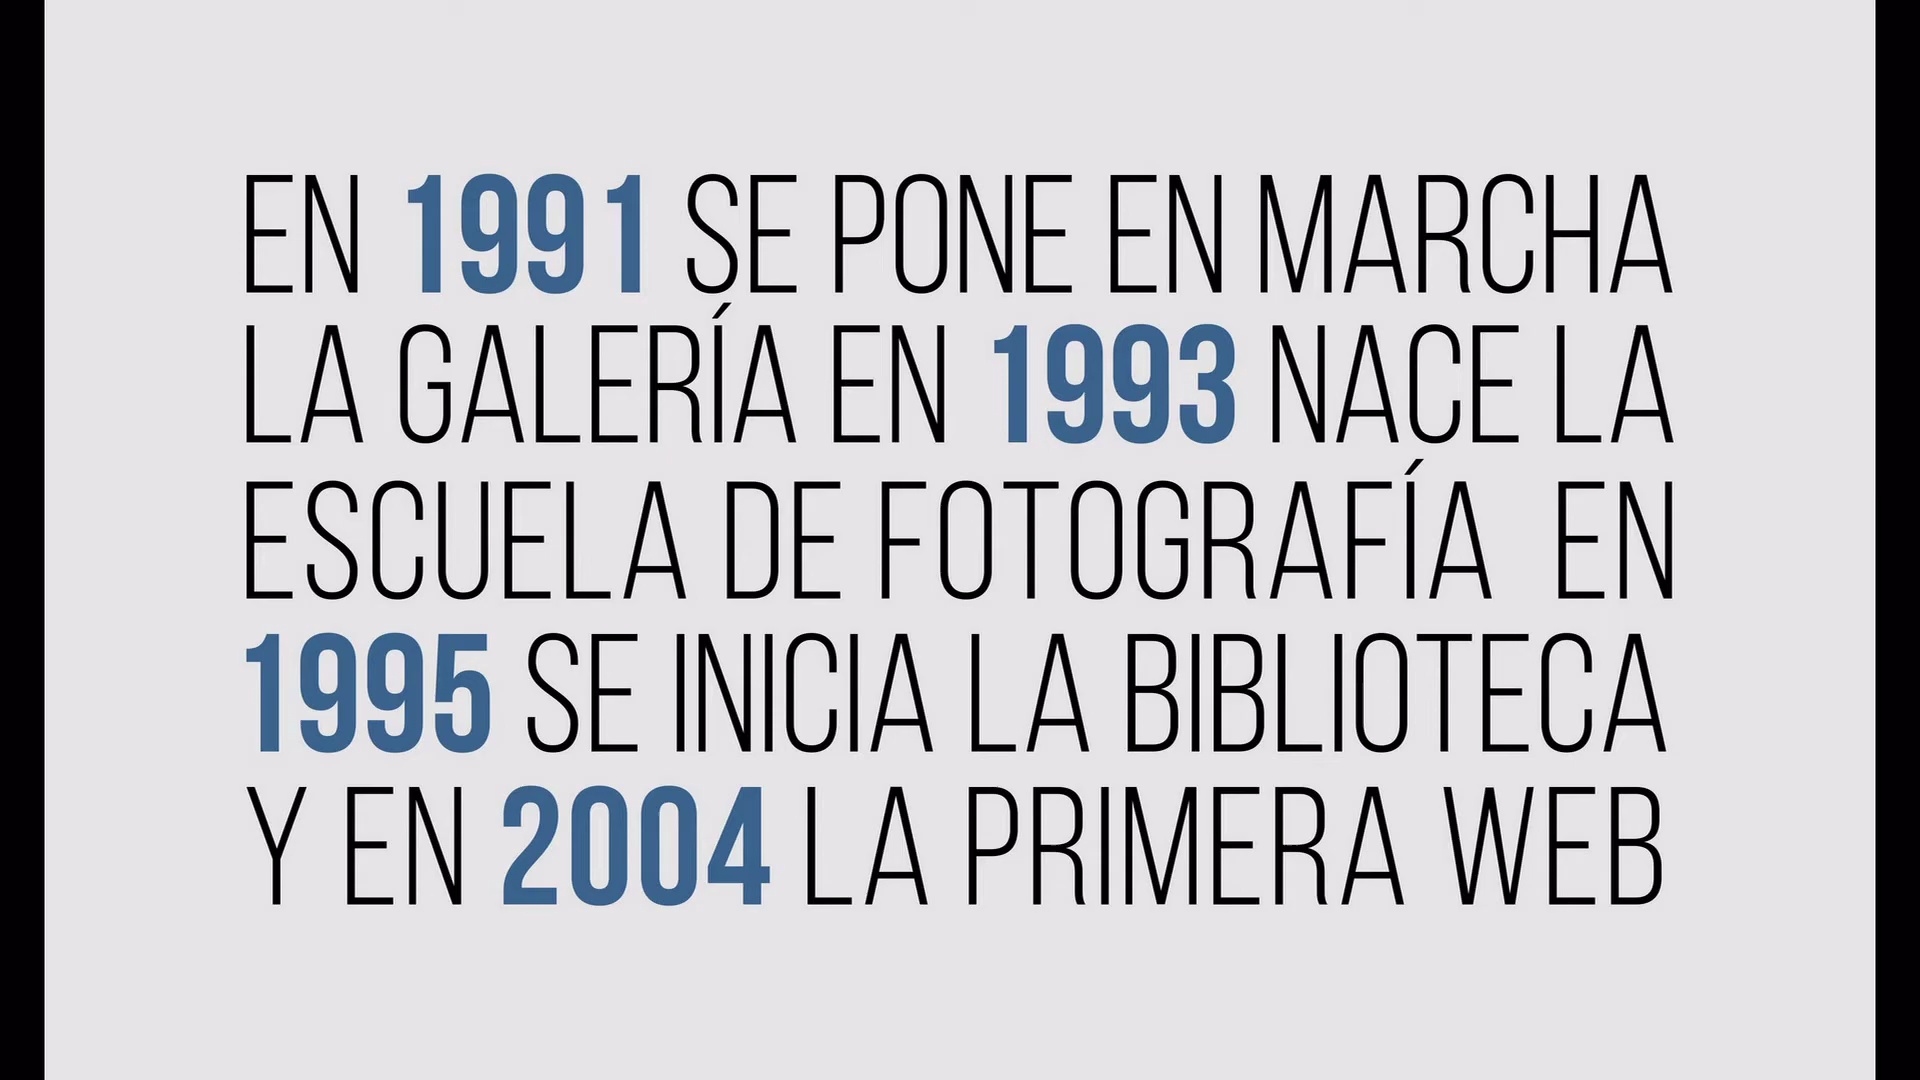 EN 1991 SE PONE EN MARCHA
LA GALERÍA EN 1993 NACE LA
ESCUELA DE FOTOGRAFÍA EN
1995 SE INICIA LA BIBLIOTECA
Y EN 2004 LA PRIMERA WEB